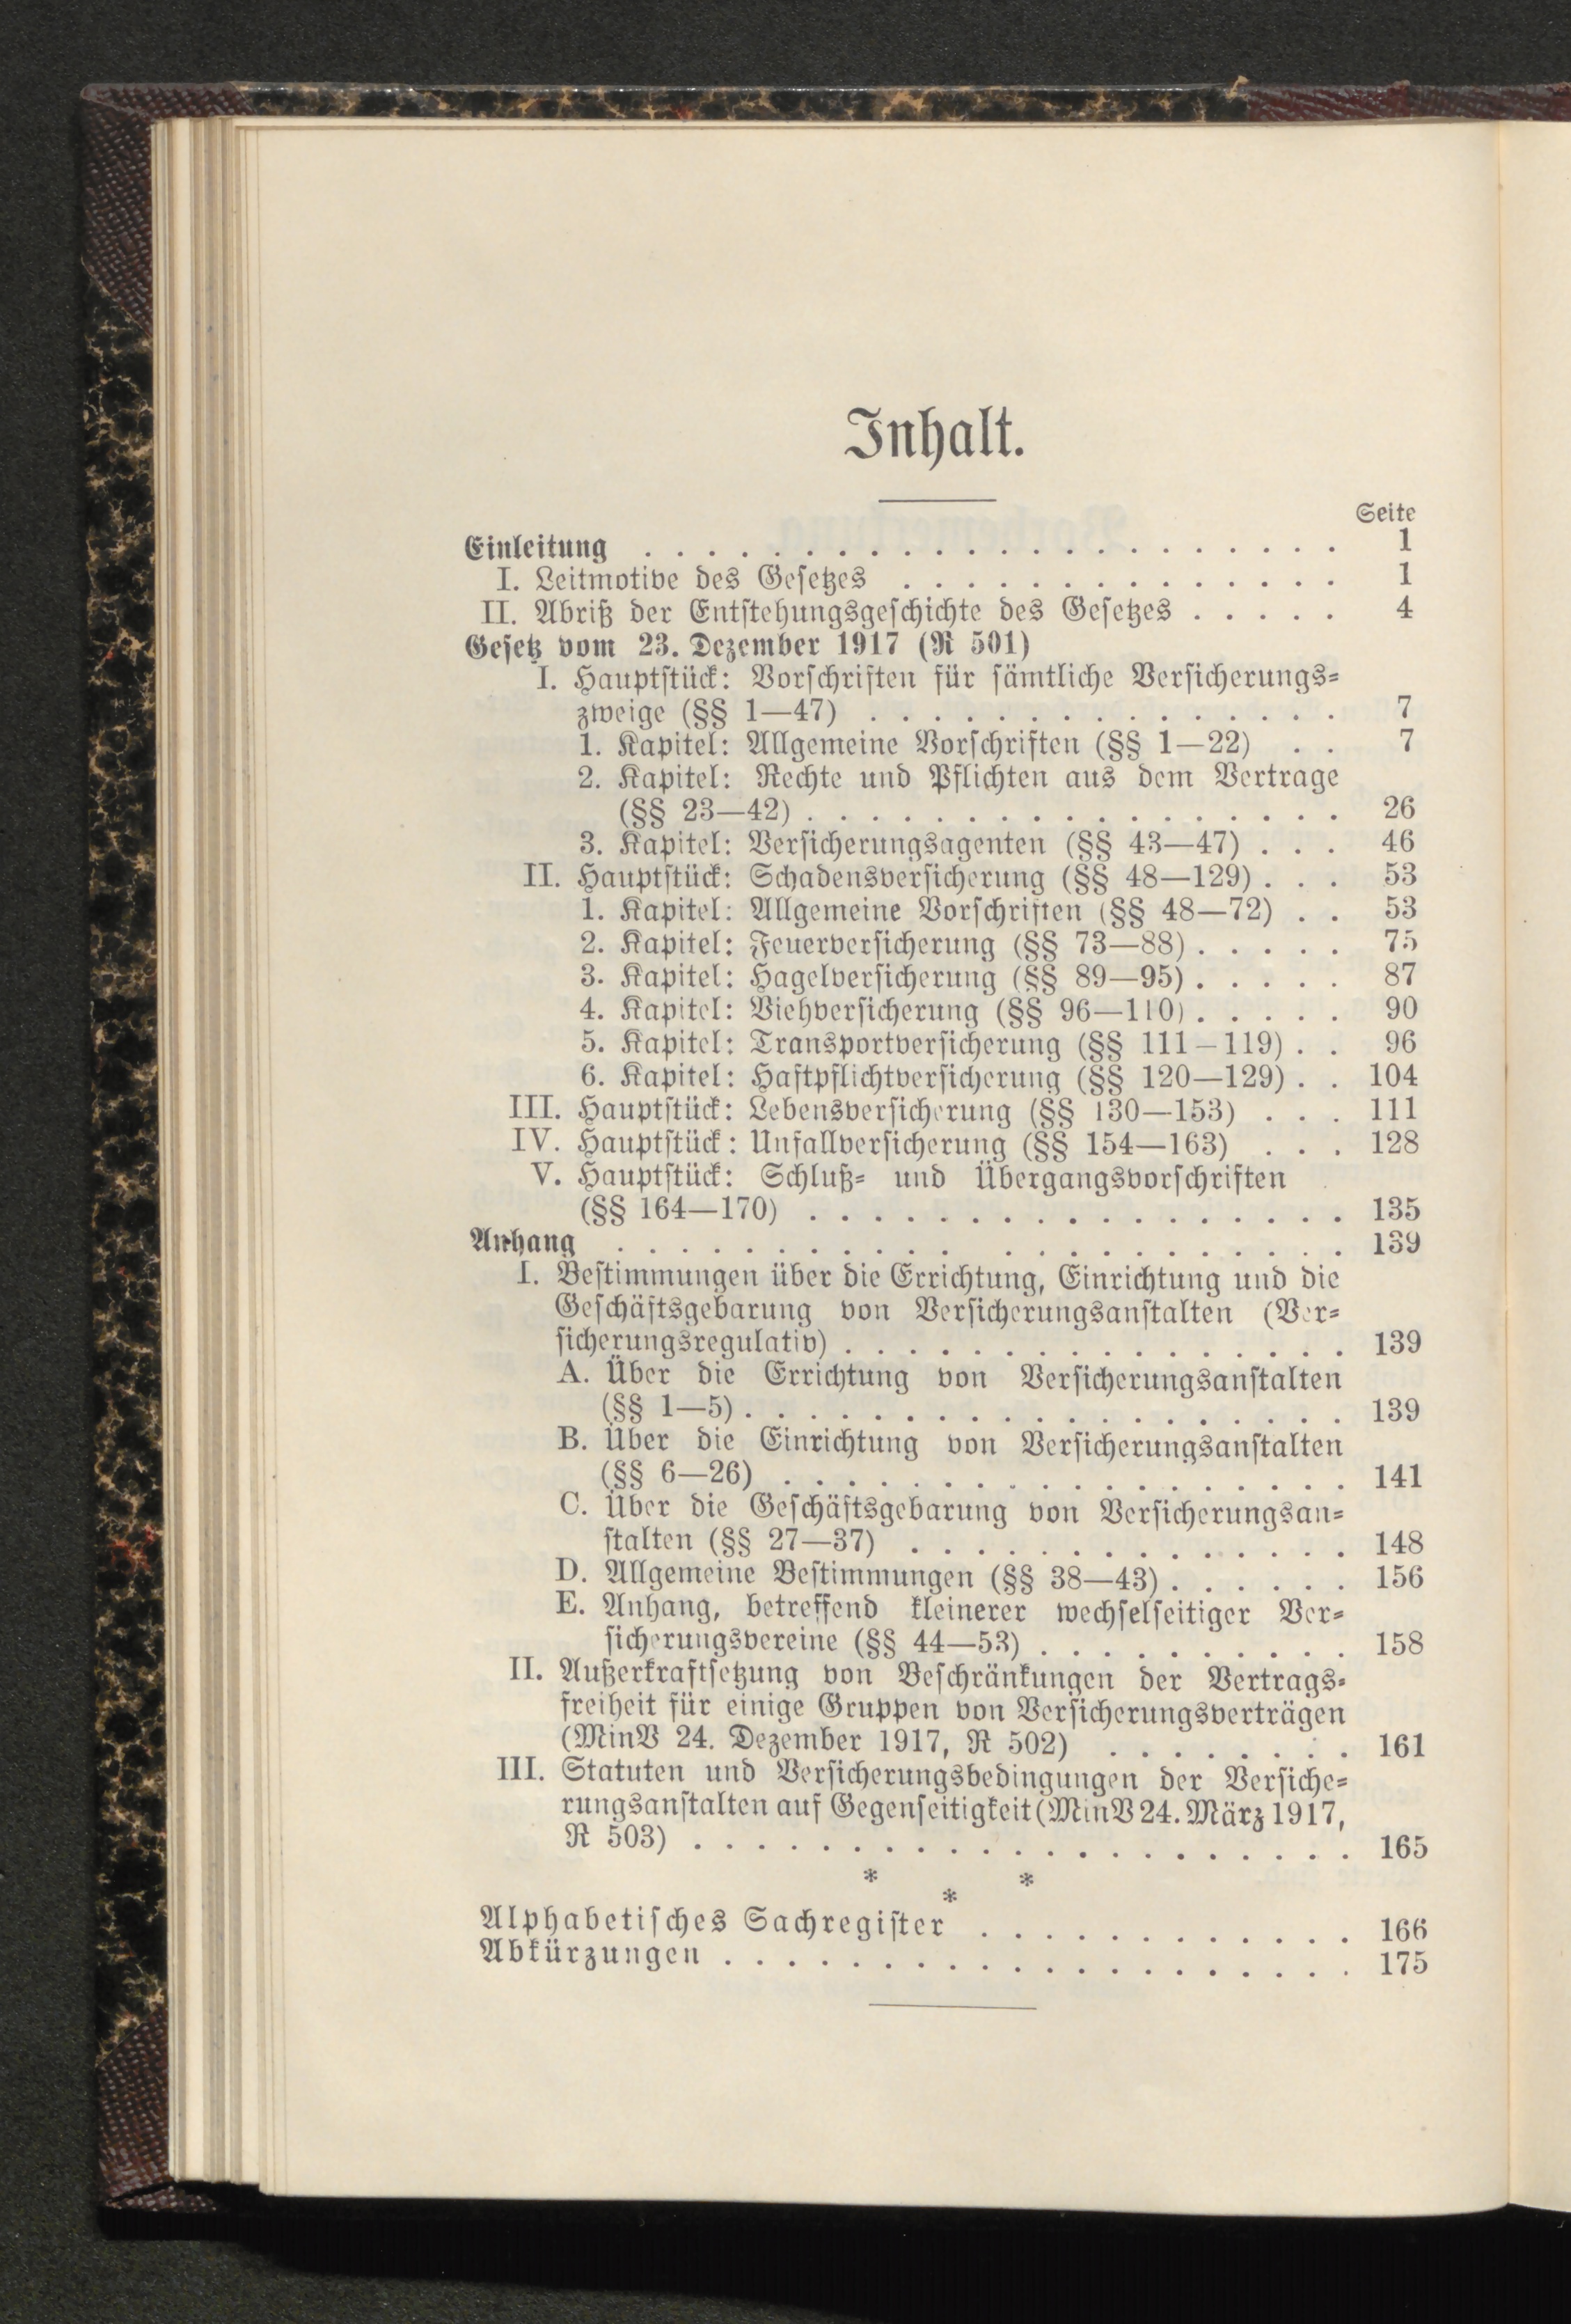 Inhalt.
Seite
Einleitung . . . . . . . . . . . . . . . . . . . . . . 1
I. Leitmotive des Gesetzes . . . . . . . . . . . . . . 1
II. Abriß der Entstehungsgeschichte des Gesetzes . . . . . 4
Gesetz vom 23. Dezember 1917 (R 501)
I. Hauptstück: Vorschriften für sämtliche Versicherungs-
zweige (§§ 1—47) . . . . . . . . . . . . . . . 7
1. Kapitel: Allgemeine Vorschriften (§§ 1—22) . . 7
2. Kapitel: Rechte und Pflichten aus dem Vertrage
(§§ 23—42) . . . . . . . . . . . . . . . . . 26
3. Kapitel: Versicherungsagenten (§§ 43—47) . . . 46
II. Hauptstück: Schadensversicherung (§§ 48—129) . . . 53
1. Kapitel: Allgemeine Vorschriften (§§ 48—72) . . 53
2. Kapitel: Feuerversicherung (§§ 73—88) . . . . . 75
3. Kapitel: Hagelversicherung (§§ 89—95) . . . . . 87
4. Kapitel: Viehversicherung (§§ 96—110) . . . . . 90
5. Kapitel: Transportversicherung (§§ 111–119) . . 96
6. Kapitel: Haftpflichtversicherung (§§ 120—129) . . 104
III. Hauptstück: Lebensversicherung (§§ 130—153) . . . 111
IV. Hauptstück: Unfallversicherung (§§ 154—163) . . . 128
V. Hauptstück: Schluß- und Übergangsvorschriften
(§§ 164—170) . . . . . . . . . . . . . . . . . 135
Anhang . . . . . . . . . . . . . . . . . . . . . . 139
I. Bestimmungen über die Errichtung, Einrichtung und die
Geschäftsgebarung von Versicherungsanstalten (Ver-
sicherungsregulativ) . . . . . . . . . . . . . . . . 139
A. Über die Errichtung von Versicherungsanstalten
(§§ 1—5) . . . . . . . . . . . . . . . . . . . 139
B. Über die Einrichtung von Versicherungsanstalten
(§§ 6—26) . . . . . . . . . . . . . . . . . . 141
C. Über die Geschäftsgebarung von Versicherungsan-
stalten (§§ 27—37) . . . . . . . . . . . . . . 148
D. Allgemeine Bestimmungen (§§ 38—43) . . . . . . 156
E. Anhang, betreffend kleinerer wechselseitiger Ver-
sicherungsvereine (§§ 44—53) . . . . . . . . . . 158
II. Außerkraftsetzung von Beschränkungen der Vertrags-
freiheit für einige Gruppen von Versicherungsverträgen
(MinV 24. Dezember 1917, R 502) . . . . . . . . 161
III. Statuten und Versicherungsbedingungen der Versiche-
rungsanstalten auf Gegenseitigkeit (MinV 24. März 1917,
R 503) . . . . . . . . . . . . . . . . . . . . . 165
* * *
Alphabetisches Sachregister . . . . . . . . . . . . 166
Abkürzungen . . . . . . . . . . . . . . . . . . . . 175